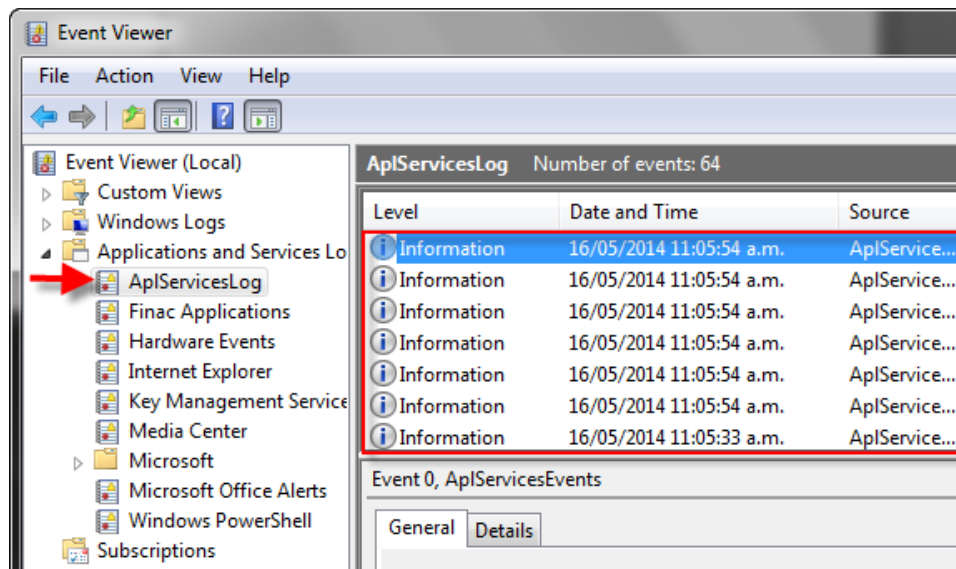 Event Viewer
File Action View Help
Event Viewer (Local)
Custom Views
Windows Logs
Applications and Services Lo
AplServicesLog
Finac Applications
Hardware Events
Internet Explorer
Key Management Service
Media Center
Microsoft
Microsoft Office Alerts
Windows PowerShell
Subscriptions
AplServicesLog Number of events: 64
Level Date and Time Source
Information 16/05/2014 11:05:54 a.m. AplService...
Information 16/05/2014 11:05:54 a.m. AplService...
Information 16/05/2014 11:05:54 a.m. AplService...
Information 16/05/2014 11:05:54 a.m. AplService...
Information 16/05/2014 11:05:54 a.m. AplService...
Information 16/05/2014 11:05:54 a.m. AplService...
Information 16/05/2014 11:05:33 a.m. AplService...
Event 0, AplServicesEvents
General Details